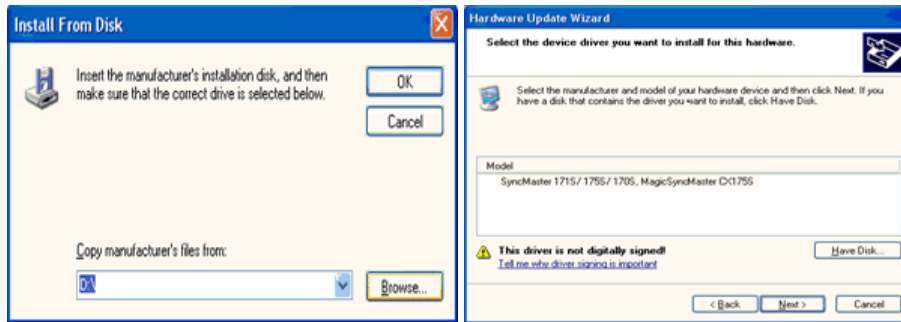 Install From Disk
Insert the manufacturer's installation disk, and then
make sure that the correct drive is selected below.
OK
Cancel
Copy manufacturer's files from:
D:\
Browse...
Hardware Update Wizard
Select the device driver you want to install for this hardware.
Select the manufacturer and model of your hardware device and then click Next. If you
have a disk that contains the driver you want to install, click Have Disk.
Model
SyncMaster 171S/ 175S/ 170S, MagicSyncMaster CX175S
This driver is not digitally signed!
Tell me why driver signing is important
Have Disk...
< Back
Next >
Cancel